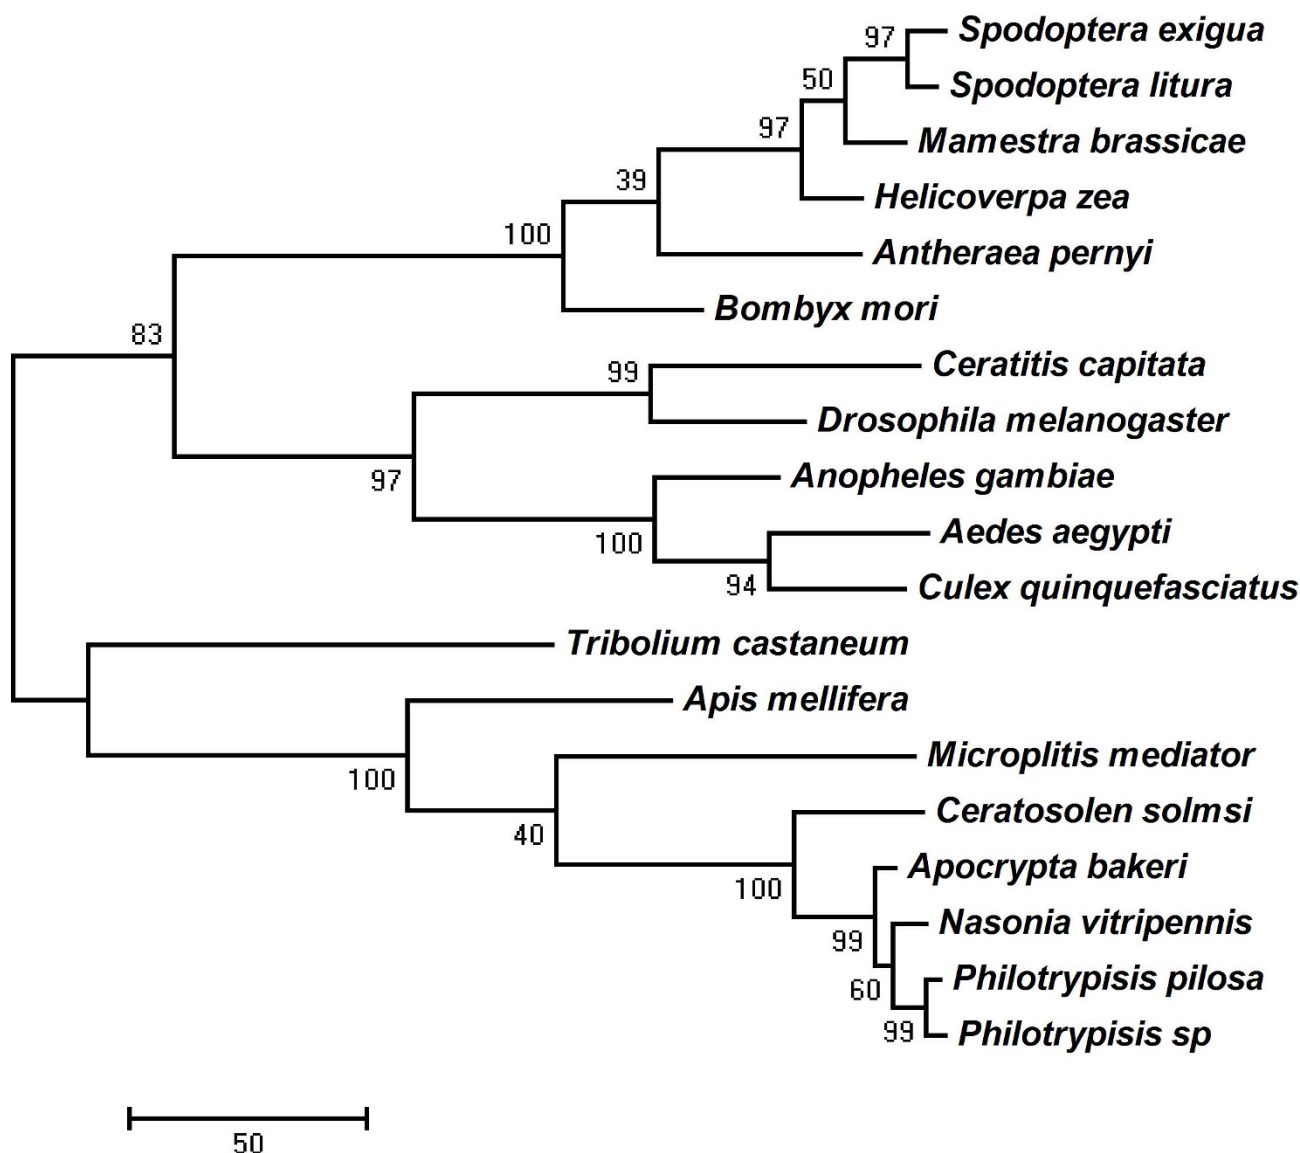 97
Spodoptera exigua
50
Spodoptera litura
97
Mamestra brassicae
39
Helicoverpa zea
100
Antheraea pernyi
Bombyx mori
83
99
Ceratitis capitata
Drosophila melanogaster
97
Anopheles gambiae
100
Aedes aegypti
94
Culex quinquefasciatus
Tribolium castaneum
Apis mellifera
100
Microplitis mediator
40
Ceratosolen solmsi
100
Apocrypta bakeri
99
Nasonia vitripennis
60
Philotrypisis pilosa
99
Philotrypisis sp
50